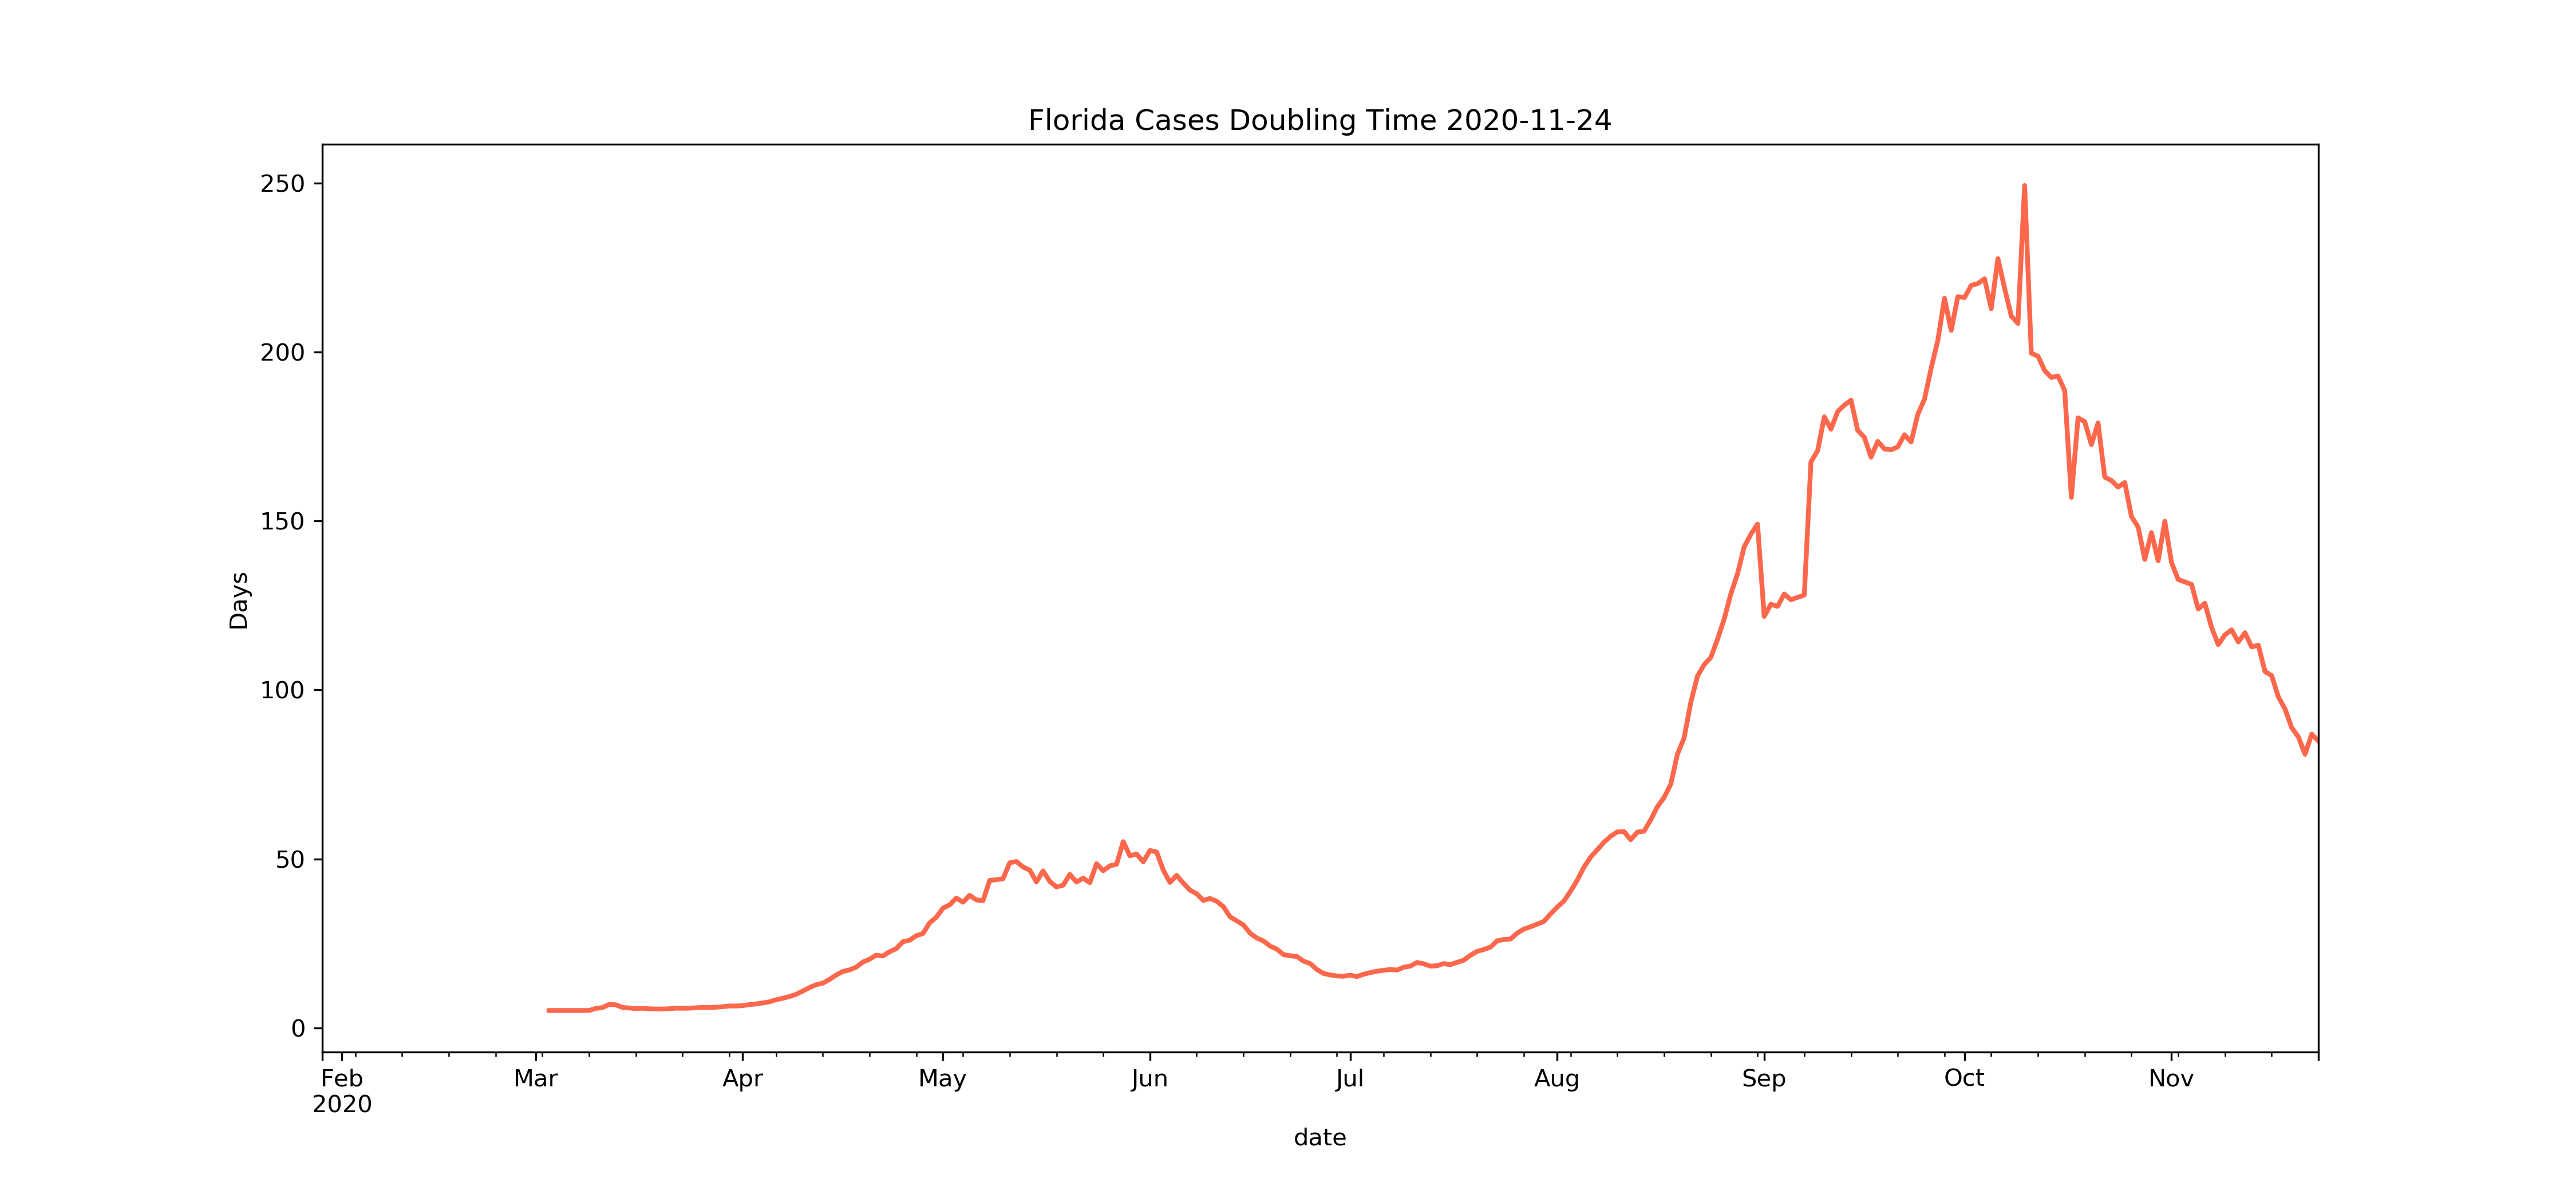 Florida Cases Doubling Time 2020-11-24
250
200
150
100
50
0
Days
Feb Mar Apr May Jun Jul Aug Sep Oct Nov
2020
date